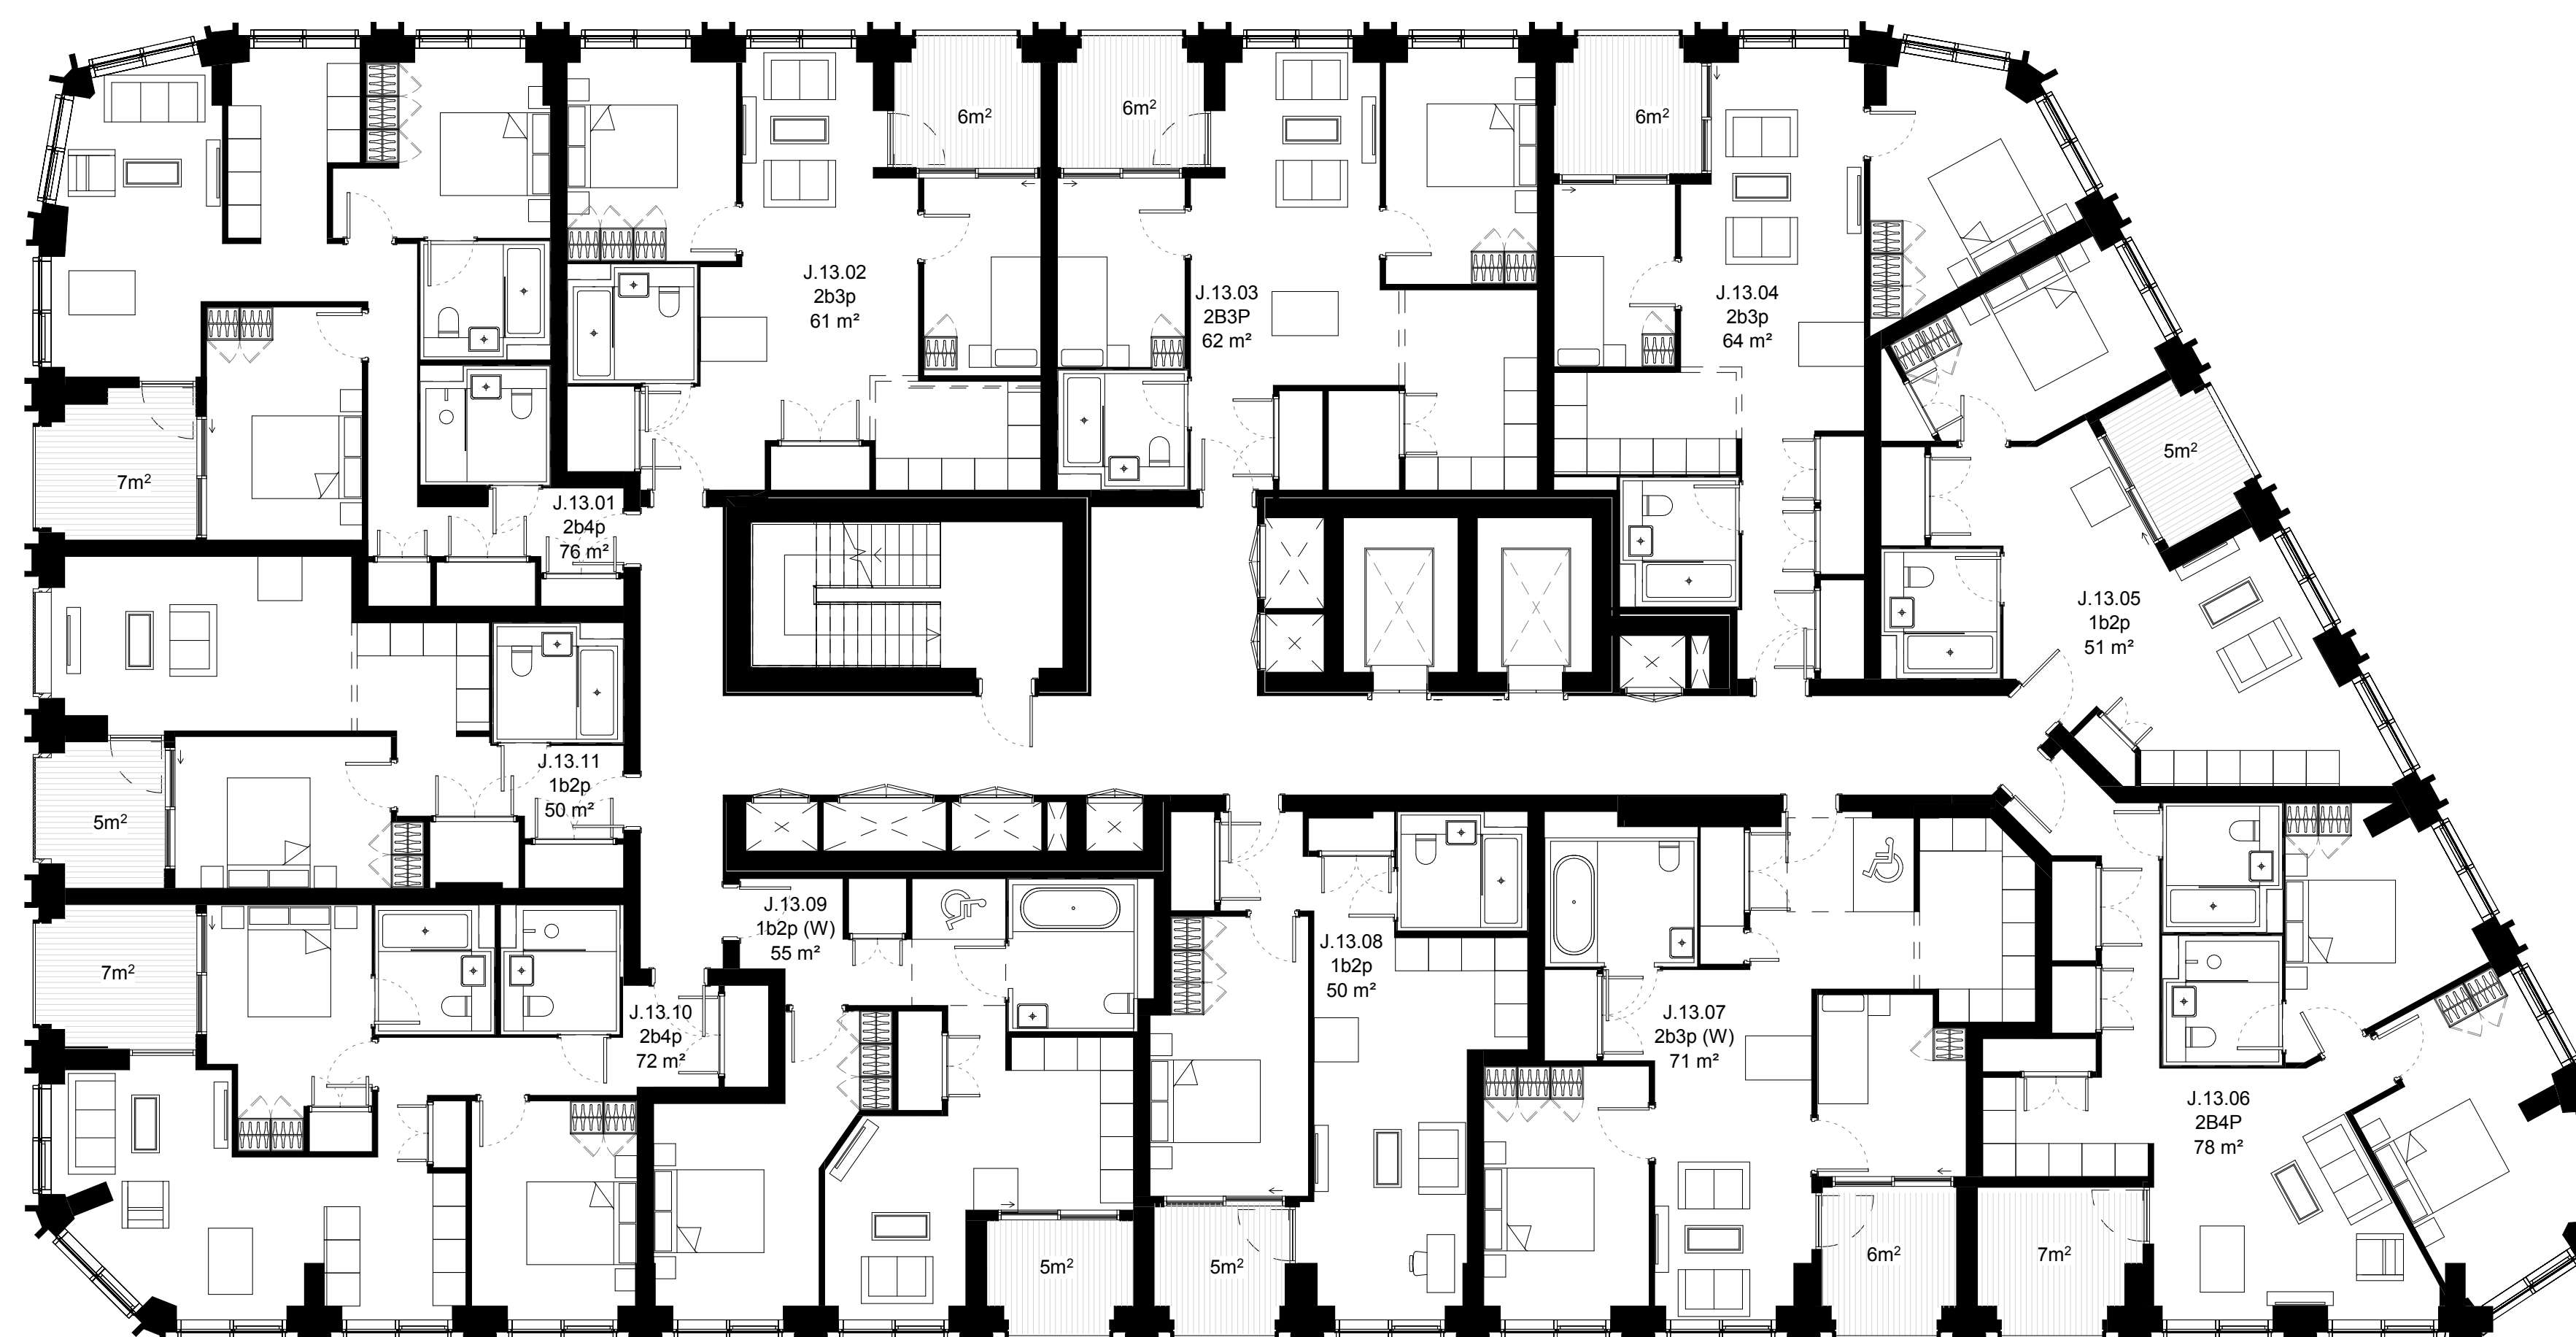 6m²
6m²
6m²
J.13.02
2b3p
61 m²
J.13.03
2B3P
62 m²
J.13.04
2b3p
64 m²
7m²
J.13.01
2b4p
76 m²
5m²
J.13.05
1b2p
51 m²
J.13.11
1b2p
50 m²
5m²
J.13.09
1b2p (W)
55 m²
J.13.08
1b2p
50 m²
7m²
J.13.10
2b4p
72 m²
J.13.07
2b3p (W)
71 m²
J.13.06
2B4P
78 m²
5m²
5m²
6m²
7m²